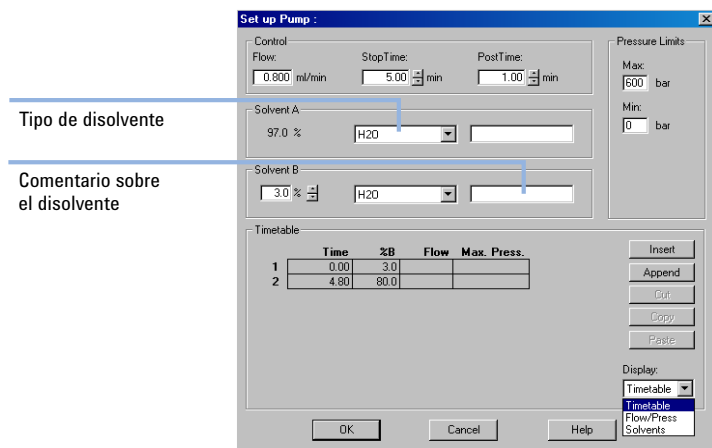 Set up Pump :
Control
Flow: StopTime: PostTime:
0.800 ml/min 5.00 min 1.00 min
Pressure Limits
Max:
600 bar
Min:
0 bar
Tipo de disolvente
Solvent A
97.0 % H2O
Comentario sobre
el disolvente
Solvent B
3.0 % H2O
Timetable
Time %B Flow Max. Press.
1 0.00 3.0
2 4.80 80.0
Insert
Append
Cut
Copy
Paste
Display:
Timetable
Timetable
Flow/Press
Solvents
OK Cancel Help